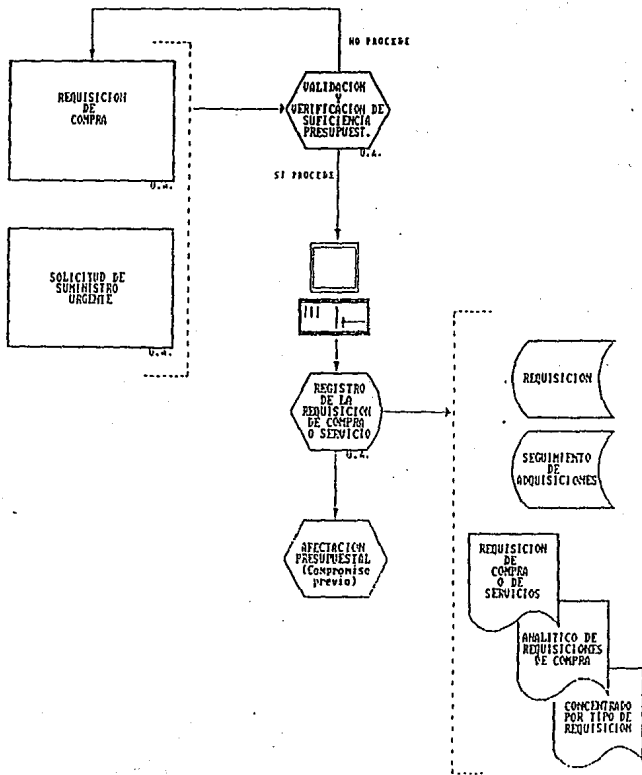 NO PROCEDE
REQUISICION
DE
COMPRA
U.A.
VALIDACION
Y
VERIFICACION DE
SUFICIENCIA
PRESUPUEST.
U.A.
SI PROCEDE
SOLICITUD DE
SUMINISTRO
URGENTE
U.A.
REGISTRO
DE LA
REQUISICION
DE COMPRA
O SERVICIO
U.A.
REQUISICION
SEGUIMIENTO
DE
ADQUISICIONES
AFECTACION
PRESUPUESTAL
(Compromiso
previo)
REQUISICION
DE
COMPRA
O DE
SERVICIOS
ANALITICO DE
REQUISICIONES
DE COMPRA
CONCENTRADO
POR TIPO DE
REQUISICION